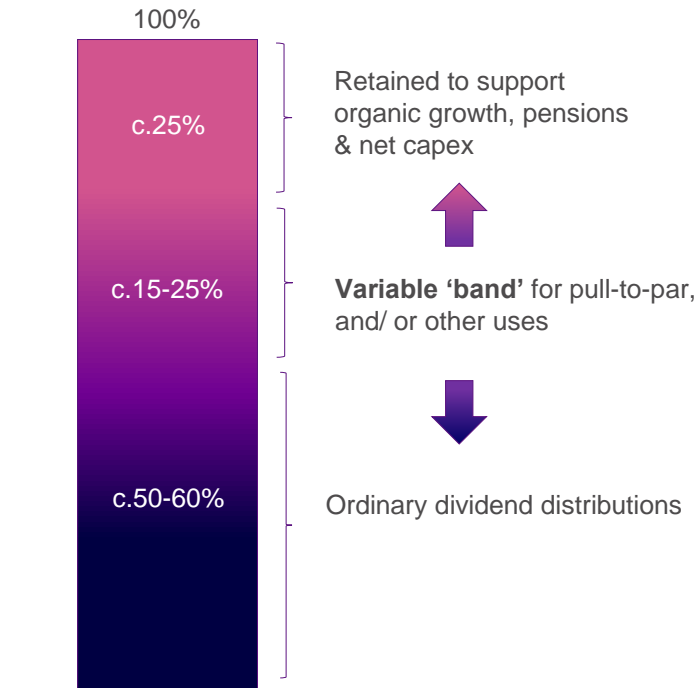 100%
c.25%
Retained to support
organic growth, pensions
& net capex
c.15-25%
Variable ‘band’ for pull-to-par,
and/ or other uses
c.50-60%
Ordinary dividend distributions